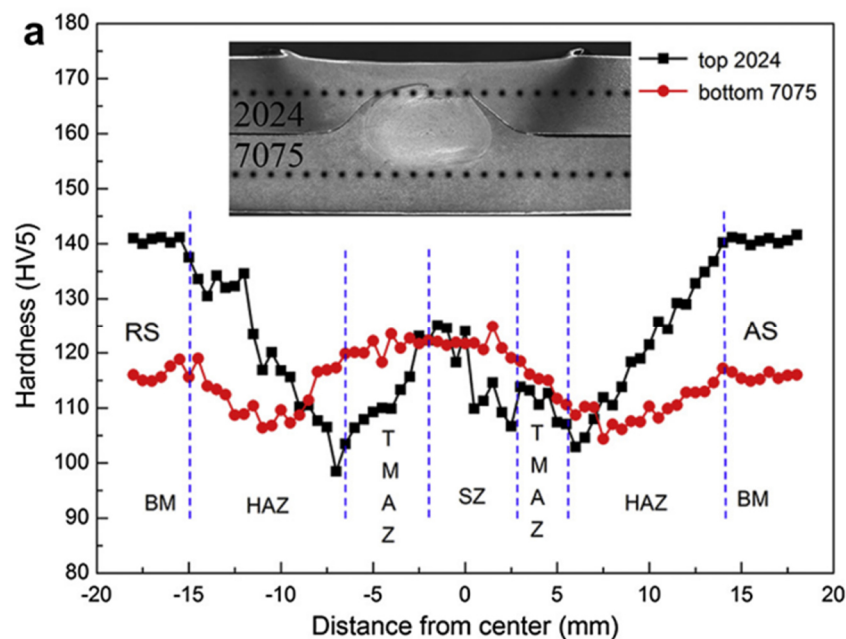 a
180
170
160
150
140
130
120
110
100
90
80
Hardness (HV5)
2024
7075
top 2024
bottom 7075
RS
AS
BM
HAZ
T
M
A
Z
SZ
T
M
A
Z
HAZ
BM
-20
-15
-10
-5
0
5
10
15
20
Distance from center (mm)